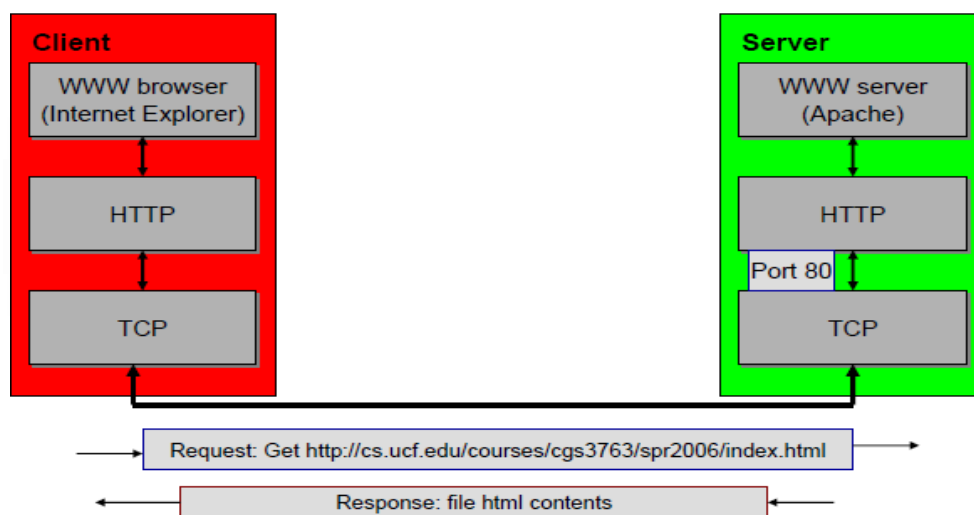 Client
WWW browser
(Internet Explorer)
HTTP
TCP
Server
WWW server
(Apache)
HTTP
Port 80
TCP
Request: Get http://cs.ucf.edu/courses/cgs3763/spr2006/index.html
Response: file html contents